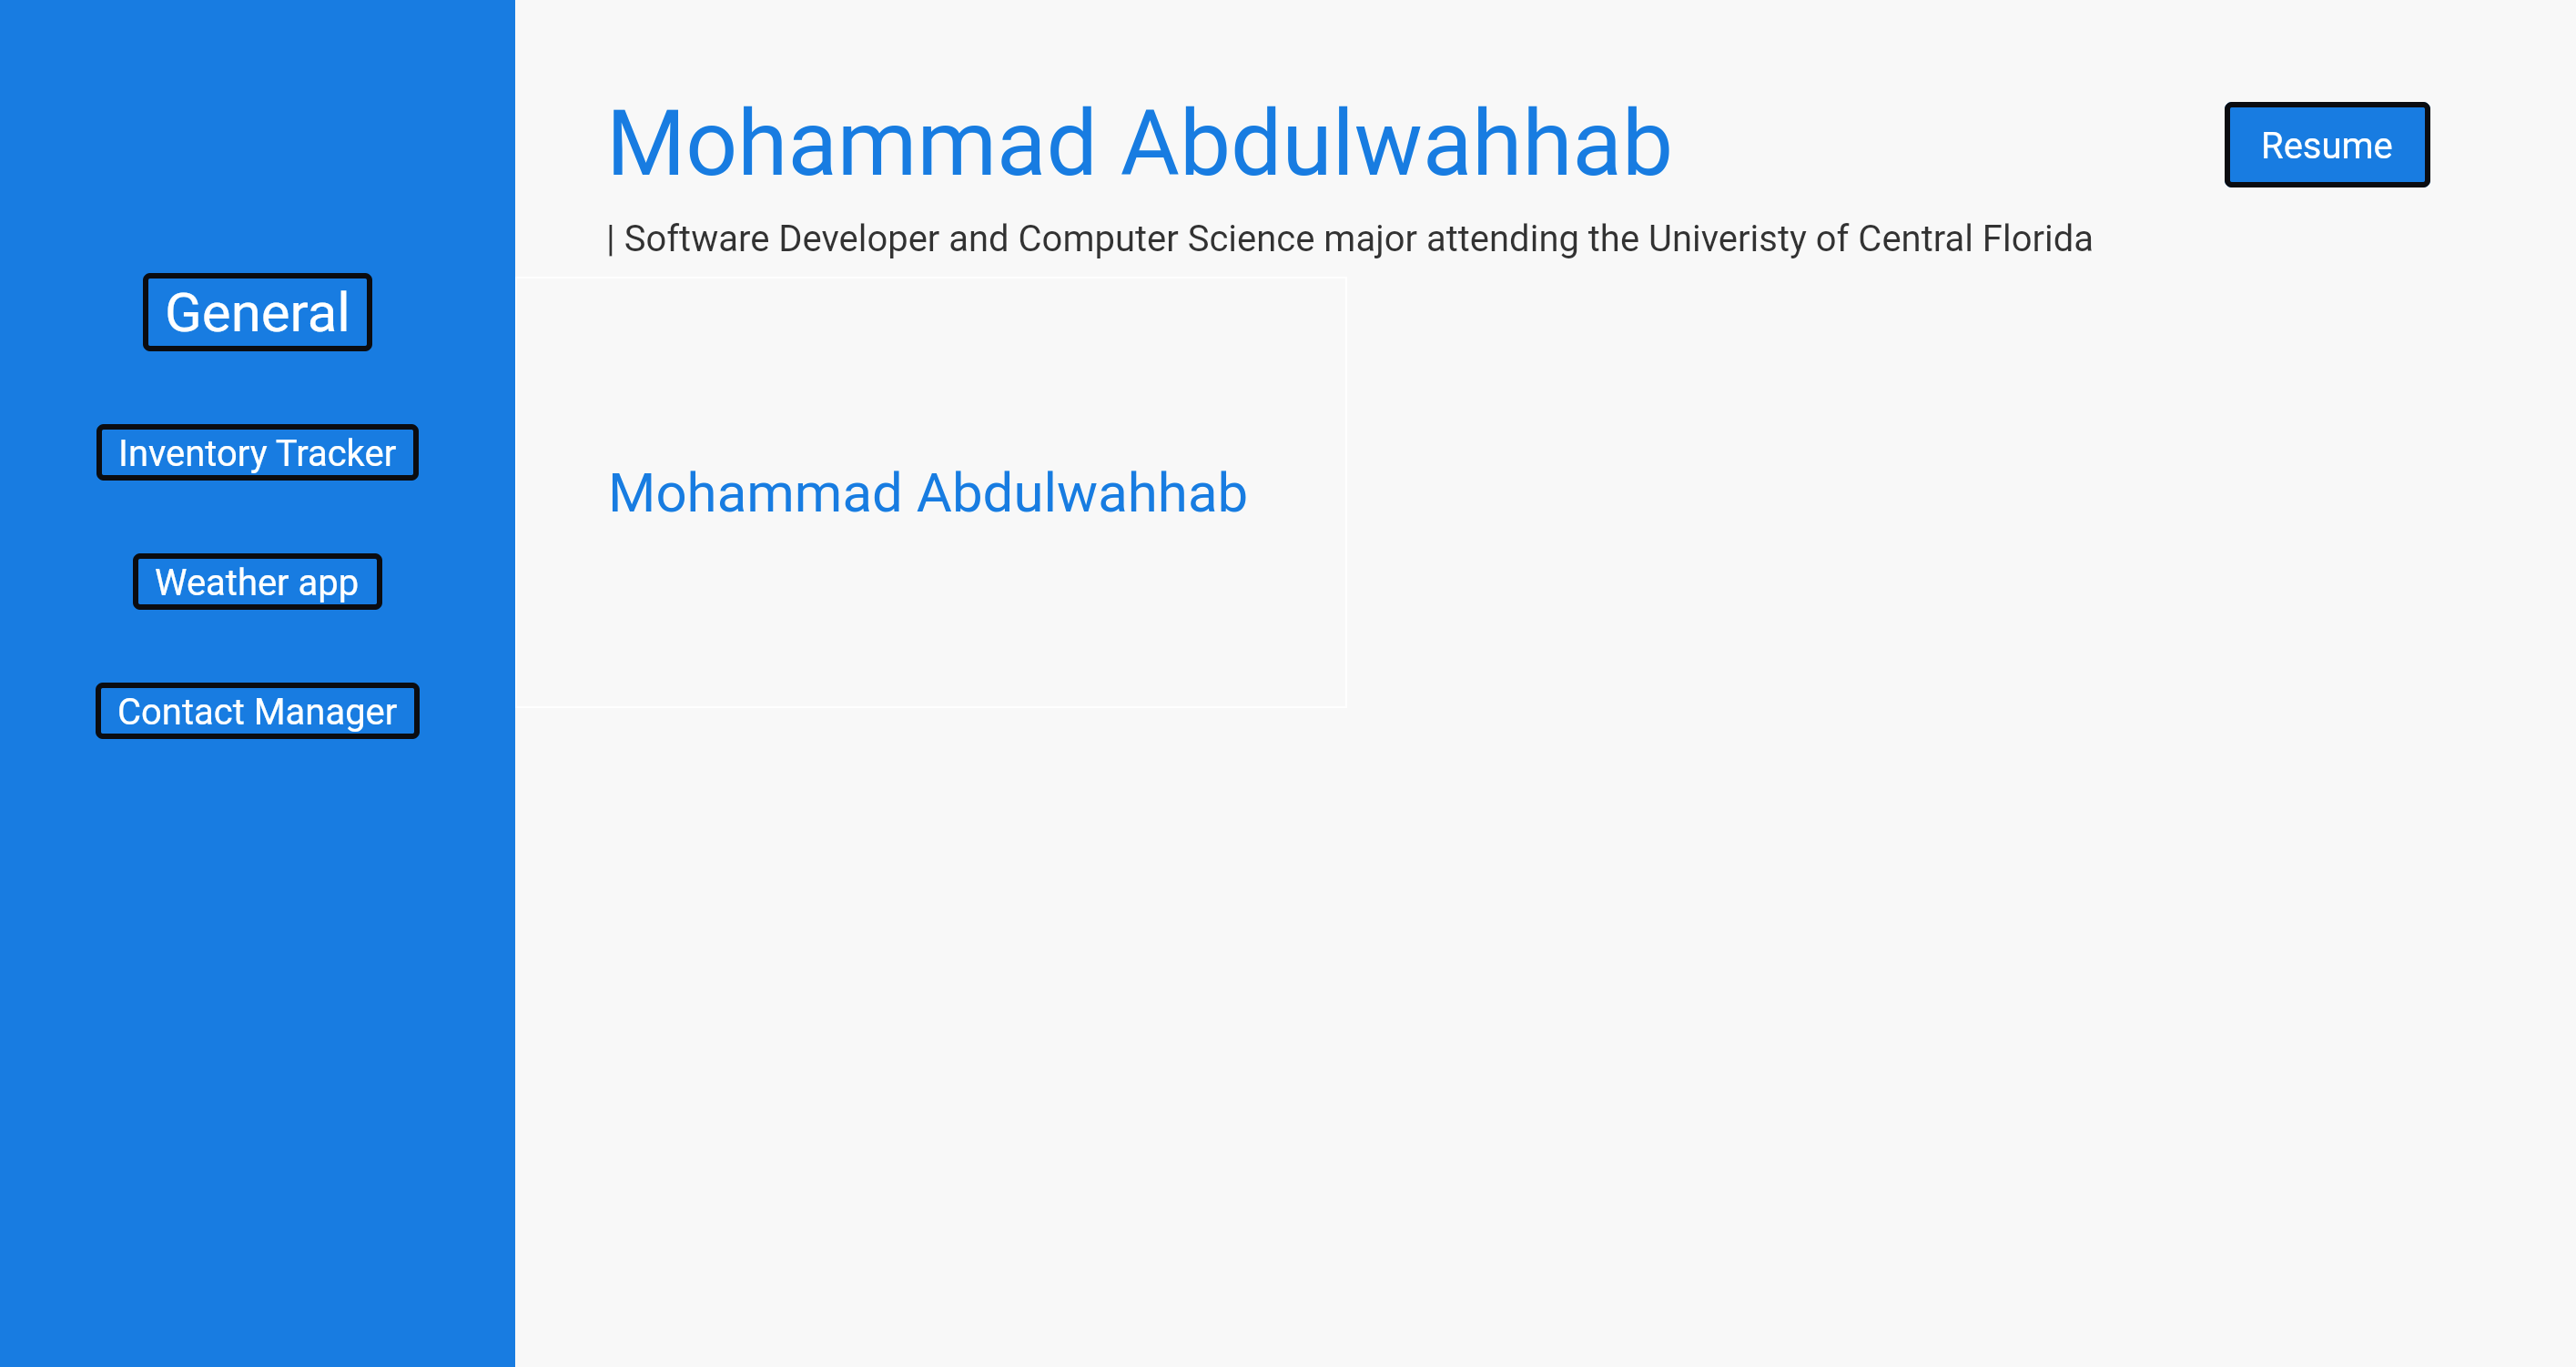 General
Inventory Tracker
Weather app
Contact Manager
Mohammad Abdulwahhab
Resume
| Software Developer and Computer Science major attending the Univeristy of Central Florida
Mohammad Abdulwahhab